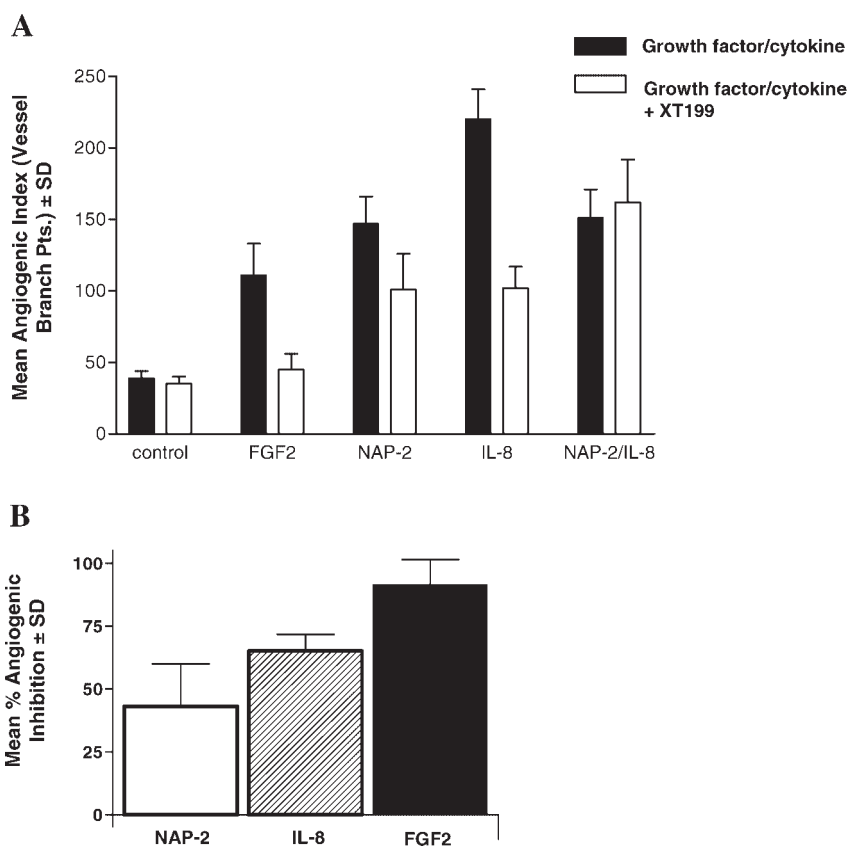 A
Growth factor/cytokine
Growth factor/cytokine
+ XT199
Mean Angiogenic Index (Vessel
Branch Pts.) ± SD
250
200
150
100
50
0
control FGF2 NAP-2 IL-8 NAP-2/IL-8
B
Mean % Angiogenic
Inhibition ± SD
100
75
50
25
0
NAP-2 IL-8 FGF2